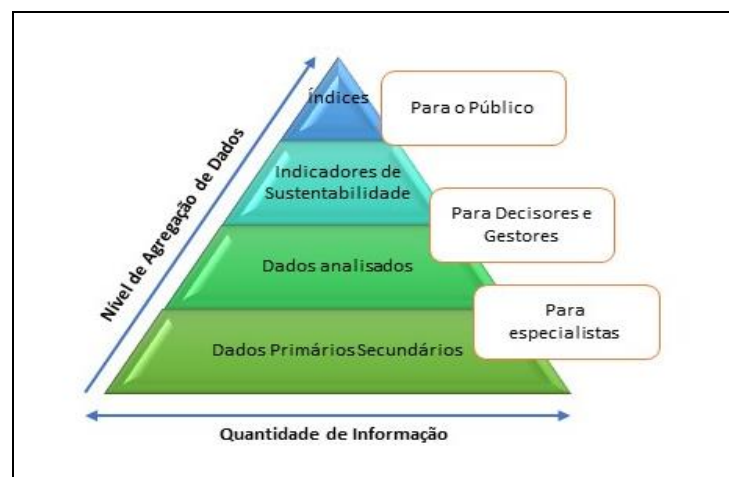 Índices
Para o Público
Indicadores de
Sustentabilidade
Para Decisores e
Gestores
Dados analisados
Para
especialistas
Dados Primários Secundários
Nível de Agregação de Dados
Quantidade de Informação